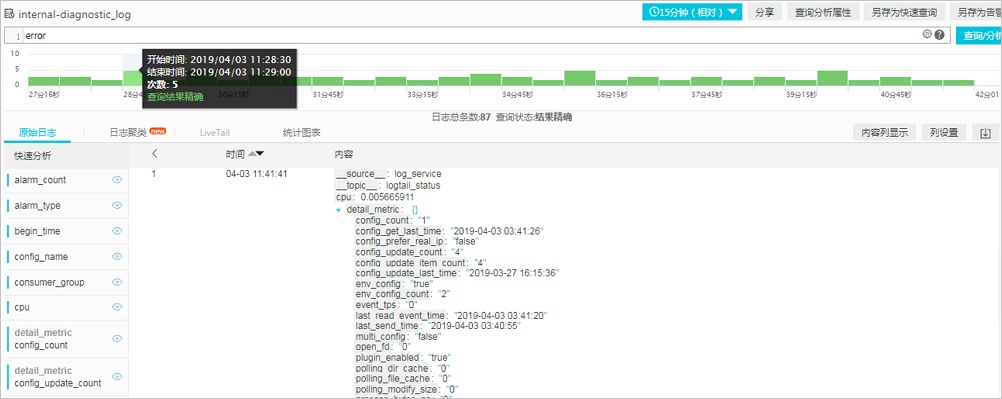 internal-diagnostic_log
15分钟（相对）
分享
查询分析属性
另存为快速查询
另存为告警
1 error
查询/分析
10
5
0
开始时间: 2019/04/03 11:28:30
结束时间: 2019/04/03 11:29:00
次数: 5
查询结果精确
27分16秒
30分15秒
31分45秒
33分15秒
34分45秒
36分15秒
37分45秒
39分15秒
40分45秒
42分01
日志总条数:87 查询状态:结果精确
原始日志
日志聚类 new
LiveTail
统计图表
内容列显示
列设置
快速分析
时间
内容
alarm_count
alarm_type
begin_time
config_name
consumer_group
cpu
detail_metric
config_count
detail_metric
config_update_count
1
04-03 11:41:41
__source__: log_service
__topic__: logtail_status
cpu: 0.005665911
detail_metric: {}
config_count: "1"
config_get_last_time: "2019-04-03 03:41:26"
config_prefer_real_ip: "false"
config_update_count: "4"
config_update_item_count: "4"
config_update_last_time: "2019-03-27 16:15:36"
env_config: "true"
env_config_count: "2"
event_tps: "0"
last_read_event_time: "2019-04-03 03:41:20"
last_send_time: "2019-04-03 03:40:55"
multi_config: "false"
open_fd: "0"
plugin_enabled: "true"
polling_dir_cache: "0"
polling_file_cache: "0"
polling_modify_size: "0"